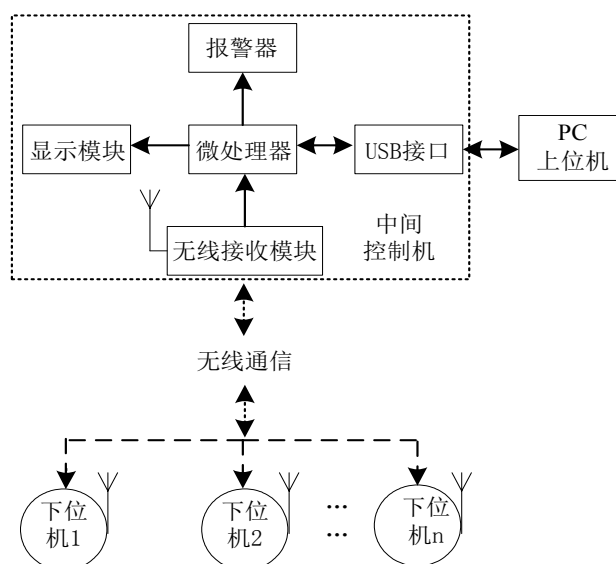 报警器
显示模块
微处理器
USB接口
PC
上位机
无线接收模块
中间
控制机
无线通信
下位
机1
下位
机2
...
...
下位
机n